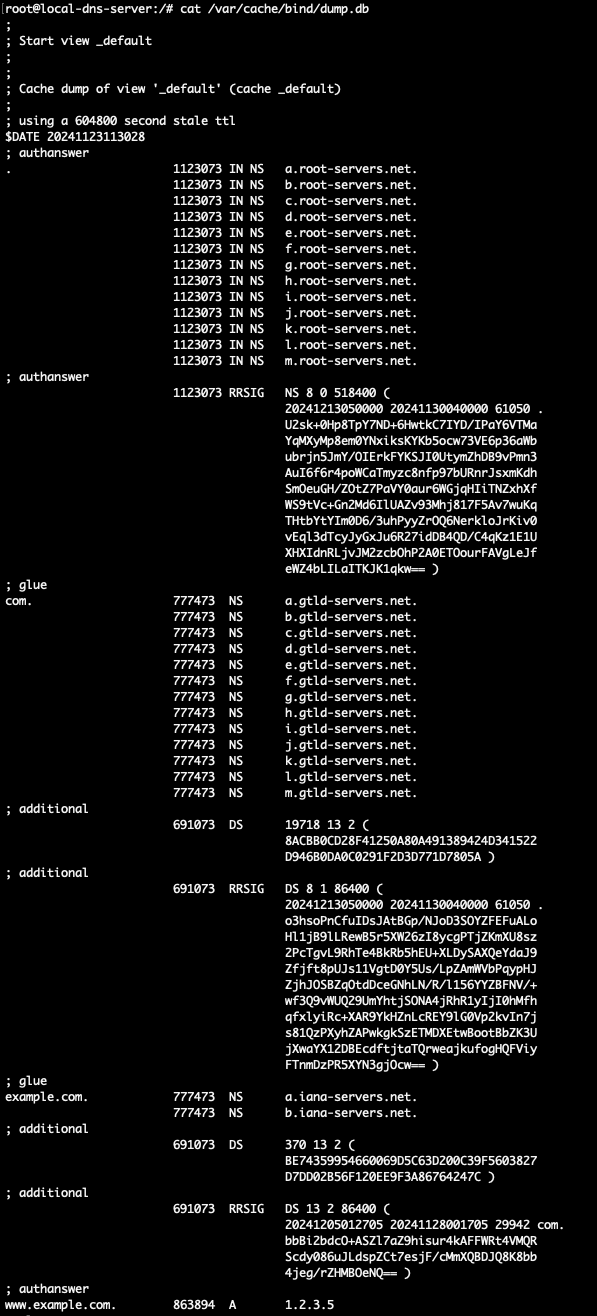 root@local-dns-server:/# cat /var/cache/bind/dump.db
;
; Start view _default
;
;
; Cache dump of view '_default' (cache _default)
;
; using a 604800 second stale ttl
$DATE 20241123113028
; authanswer
. 1123073 IN NS a.root-servers.net.
1123073 IN NS b.root-servers.net.
1123073 IN NS c.root-servers.net.
1123073 IN NS d.root-servers.net.
1123073 IN NS e.root-servers.net.
1123073 IN NS f.root-servers.net.
1123073 IN NS g.root-servers.net.
1123073 IN NS h.root-servers.net.
1123073 IN NS i.root-servers.net.
1123073 IN NS j.root-servers.net.
1123073 IN NS k.root-servers.net.
1123073 IN NS l.root-servers.net.
1123073 IN NS m.root-servers.net.
; authanswer
1123073 RRSIG NS 8 0 518400 (
20241213050000 20241130040000 61050 .
U2sk+0Hp8TpY7ND+6HwtkC7IYD/IPaY6VTMa
YqMXyMp8em0YNxiksKYKb5ocw73VE6p36aWb
ubrjn5JmY/OIErkFYKSJI0UtymZhDB9vPmn3
AuI6f6r4poWCaTmyzc8nfp97bURnrJsxmKdh
SmOeuGH/ZOtZ7PaVY0aur6WGjqHIiTNZxhXf
WS9tVc+Gn2Md6IlUAZv93Mhj817F5Av7wuKq
THtbYtYIm0D6/3uhPyyZrOQ6NerkloJrKiv0
vEql3dTcyJyGxJu6R27idDB4QD/C4qKz1E1U
XHXIdnRLjvJM2zcbOhP2A0ETOourFAVgLeJf
eWZ4bLILaITKJK1qkw== )
; glue
com. 777473 NS a.gtld-servers.net.
777473 NS b.gtld-servers.net.
777473 NS c.gtld-servers.net.
777473 NS d.gtld-servers.net.
777473 NS e.gtld-servers.net.
777473 NS f.gtld-servers.net.
777473 NS g.gtld-servers.net.
777473 NS h.gtld-servers.net.
777473 NS i.gtld-servers.net.
777473 NS j.gtld-servers.net.
777473 NS k.gtld-servers.net.
777473 NS l.gtld-servers.net.
777473 NS m.gtld-servers.net.
; additional
691073 DS 19718 13 2 (
8ACBB0CD28F41250A80A491389424D341522
D946B0DA0C0291F2D3D771D7805A )
; additional
691073 RRSIG DS 8 1 86400 (
20241213050000 20241130040000 61050 .
o3hsoPnCfuIDsJAtBGp/NJoD3SOYZFEFuALo
Hl1jB9lLRewB5r5XW26zI8ycgPTjZKmXU8sz
2PcTgvL9RhTe4BkRb5hEU+XLDySAXQeYdaJ9
Zfjft8pUJs11VgtD0Y5Us/LpZAmWVbPqypHJ
ZjhJOSBZqOtdDceGNhLN/R/l156YYZBFNV/+
wf3Q9vWUQ29UmYhtjSONA4jRhR1yIjI0hMfh
qfxlyiRc+XAR9YkHZnLcREY9lG0Vp2kvIn7j
s81QzPXyhZAPwkgkSzETMDXEtwBootBbZK3U
jXwaYX12DBEcdftjtaTQrweajkufogHQFViy
FTnmDzPR5XYN3gjOcw== )
; glue
example.com. 777473 NS a.iana-servers.net.
777473 NS b.iana-servers.net.
; additional
691073 DS 370 13 2 (
BE74359954660069D5C63D200C39F5603827
D7DD02B56F120EE9F3A86764247C )
; additional
691073 RRSIG DS 13 2 86400 (
20241205012705 20241128001705 29942 com.
bbBi2bdcO+ASZl7aZ9hisur4kAFFWRt4VMQR
Scdy086uJLdspZCt7esjF/cMmXQBDJQ8K8bb
4jeg/rZHMBOeNQ== )
; authanswer
www.example.com. 863894 A 1.2.3.5